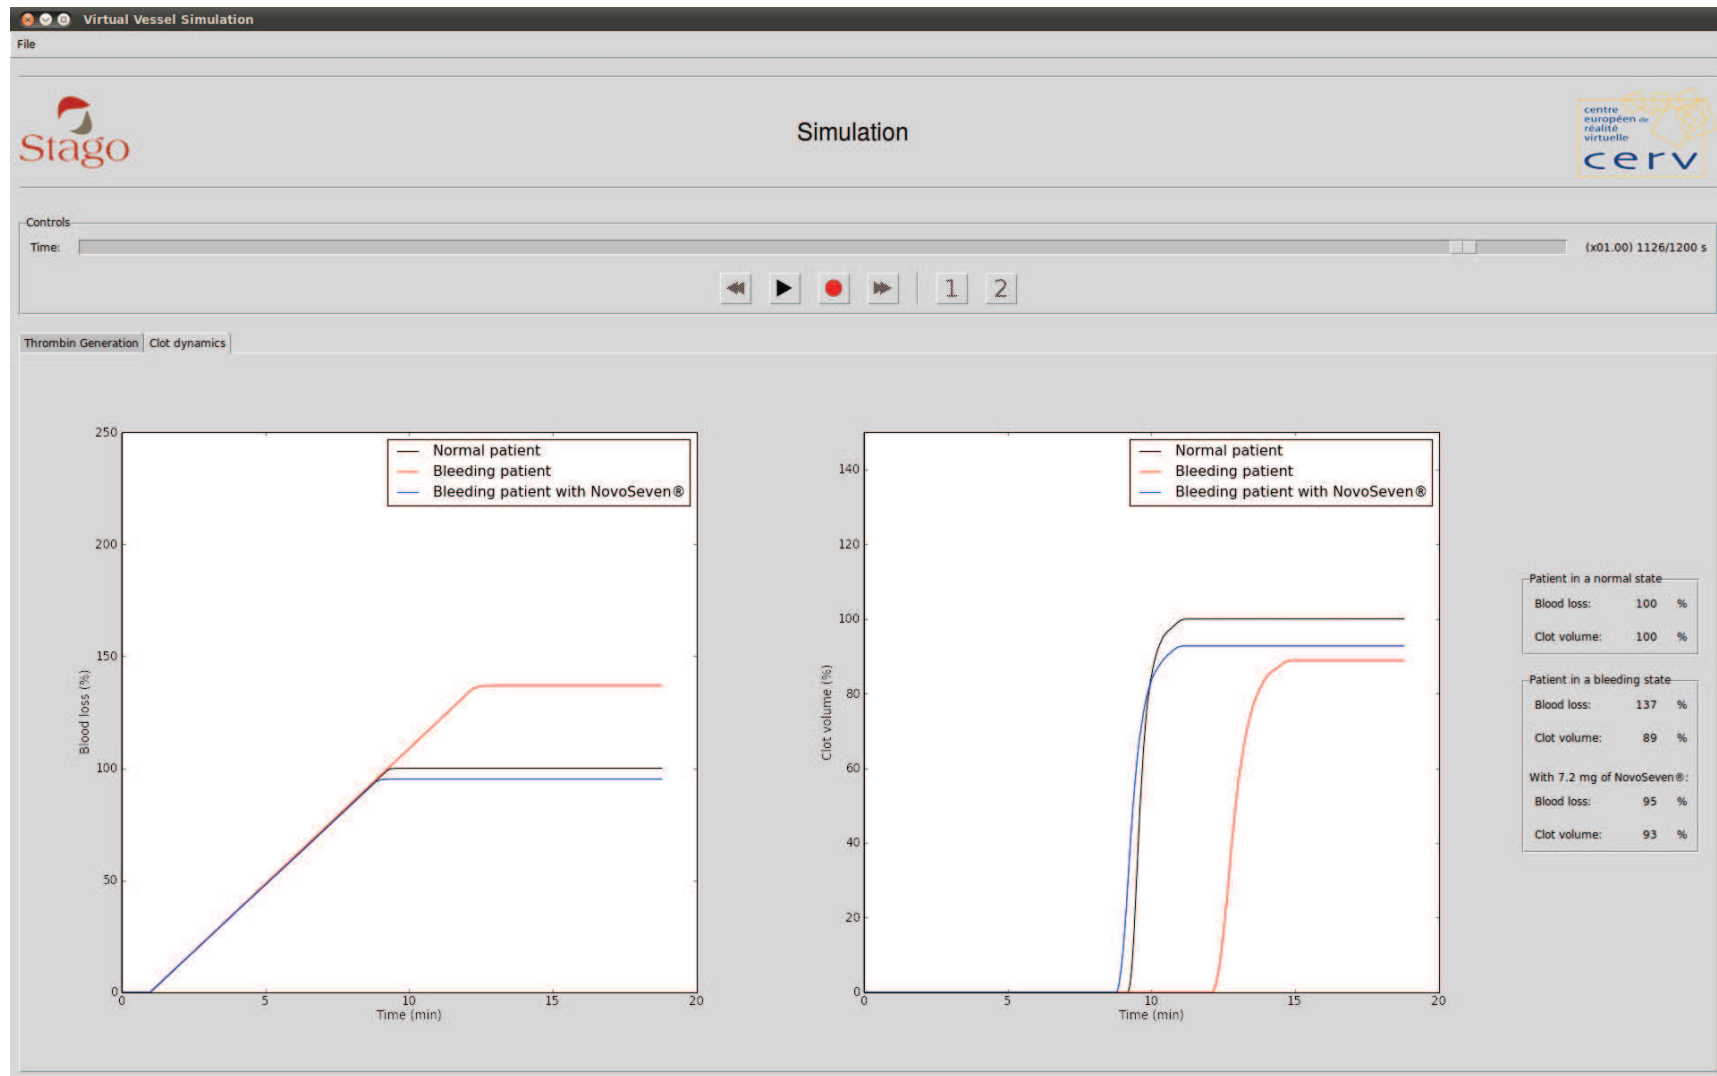 Virtual Vessel Simulation
File
Stago
Simulation
centre
européen de
réalité
virtuelle
cerv
Controls
Time:
(x01.00) 1126/1200 s
1
2
Thrombin Generation
Clot dynamics
Normal patient
Bleeding patient
Bleeding patient with NovoSeven®
250
200
150
100
50
0
Blood loss (%)
0 5 10 15 20
Time (min)
Normal patient
Bleeding patient
Bleeding patient with NovoSeven®
140
120
100
80
60
40
20
0
Clot volume (%)
0 5 10 15 20
Time (min)
Patient in a normal state
Blood loss: 100 %
Clot volume: 100 %
Patient in a bleeding state
Blood loss: 137 %
Clot volume: 89 %
With 7.2 mg of NovoSeven®:
Blood loss: 95 %
Clot volume: 93 %